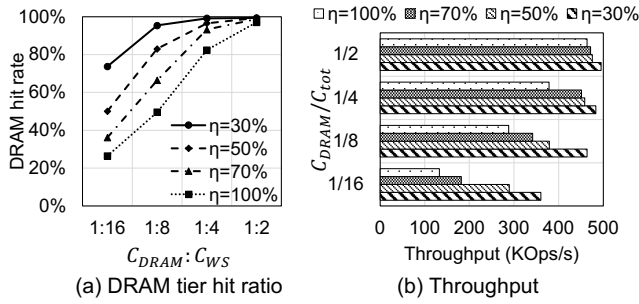 η=100% η=70% η=50% η=30%
100%
80%
60%
40%
20%
0%
DRAM hit rate
η=30%
η=50%
η=70%
η=100%
1:16 1:8 1:4 1:2
C_DRAM:C_WS
(a) DRAM tier hit ratio
C_DRAM/C_tot
1/2
1/4
1/8
1/16
0 100 200 300 400 500
Throughput (KOps/s)
(b) Throughput